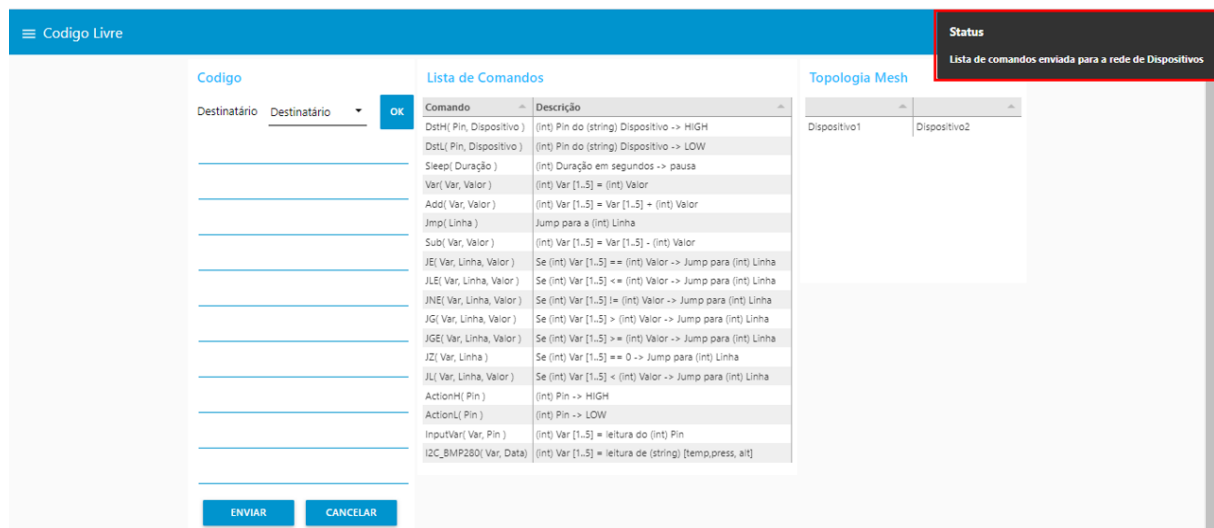 Codigo Livre
Status
Lista de comandos enviada para a rede de Dispositivos
Codigo
Destinatário Destinatário OK
ENVIAR CANCELAR
Lista de Comandos
Comando Descrição
DstH( Pin, Dispositivo ) (int) Pin do (string) Dispositivo -> HIGH
DstL( Pin, Dispositivo ) (int) Pin do (string) Dispositivo -> LOW
Sleep( Duração ) (int) Duração em segundos -> pausa
Var( Var, Valor ) (int) Var [1..5] = (int) Valor
Add( Var, Valor ) (int) Var [1..5] = Var [1..5] + (int) Valor
Jmp( Linha ) Jump para a (int) Linha
Sub( Var, Valor ) (int) Var [1..5] = Var [1..5] - (int) Valor
JE( Var, Linha, Valor ) Se (int) Var [1..5] == (int) Valor -> Jump para (int) Linha
JLE( Var, Linha, Valor ) Se (int) Var [1..5] <= (int) Valor -> Jump para (int) Linha
JNE( Var, Linha, Valor ) Se (int) Var [1..5] != (int) Valor -> Jump para (int) Linha
JG( Var, Linha, Valor ) Se (int) Var [1..5] > (int) Valor -> Jump para (int) Linha
JGE( Var, Linha, Valor ) Se (int) Var [1..5] >= (int) Valor -> Jump para (int) Linha
JZ( Var, Linha ) Se (int) Var [1..5] == 0 -> Jump para (int) Linha
JL( Var, Linha, Valor ) Se (int) Var [1..5] < (int) Valor -> Jump para (int) Linha
ActionH( Pin ) (int) Pin -> HIGH
ActionL( Pin ) (int) Pin -> LOW
InputVar( Var, Pin ) (int) Var [1..5] = leitura do (int) Pin
I2C_BMP280( Var, Data) (int) Var [1..5] = leitura de (string) [temp,press, alt]
Topologia Mesh
Dispositivo1 Dispositivo2